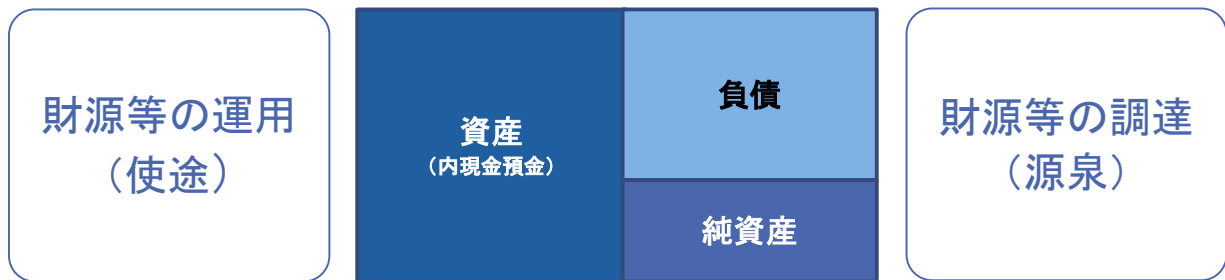 財源等の運用
（使途）
資産
（内現金預金）
負債
純資産
財源等の調達
（源泉）